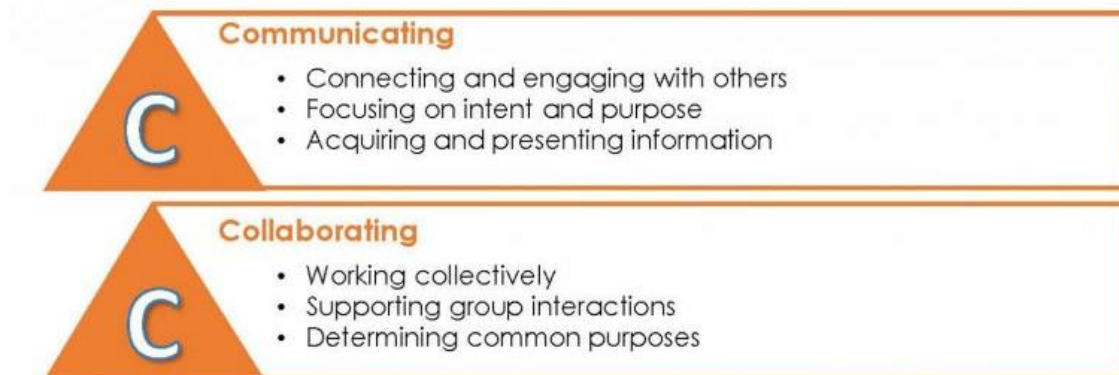 C
Communicating
• Connecting and engaging with others
• Focusing on intent and purpose
• Acquiring and presenting information
C
Collaborating
• Working collectively
• Supporting group interactions
• Determining common purposes